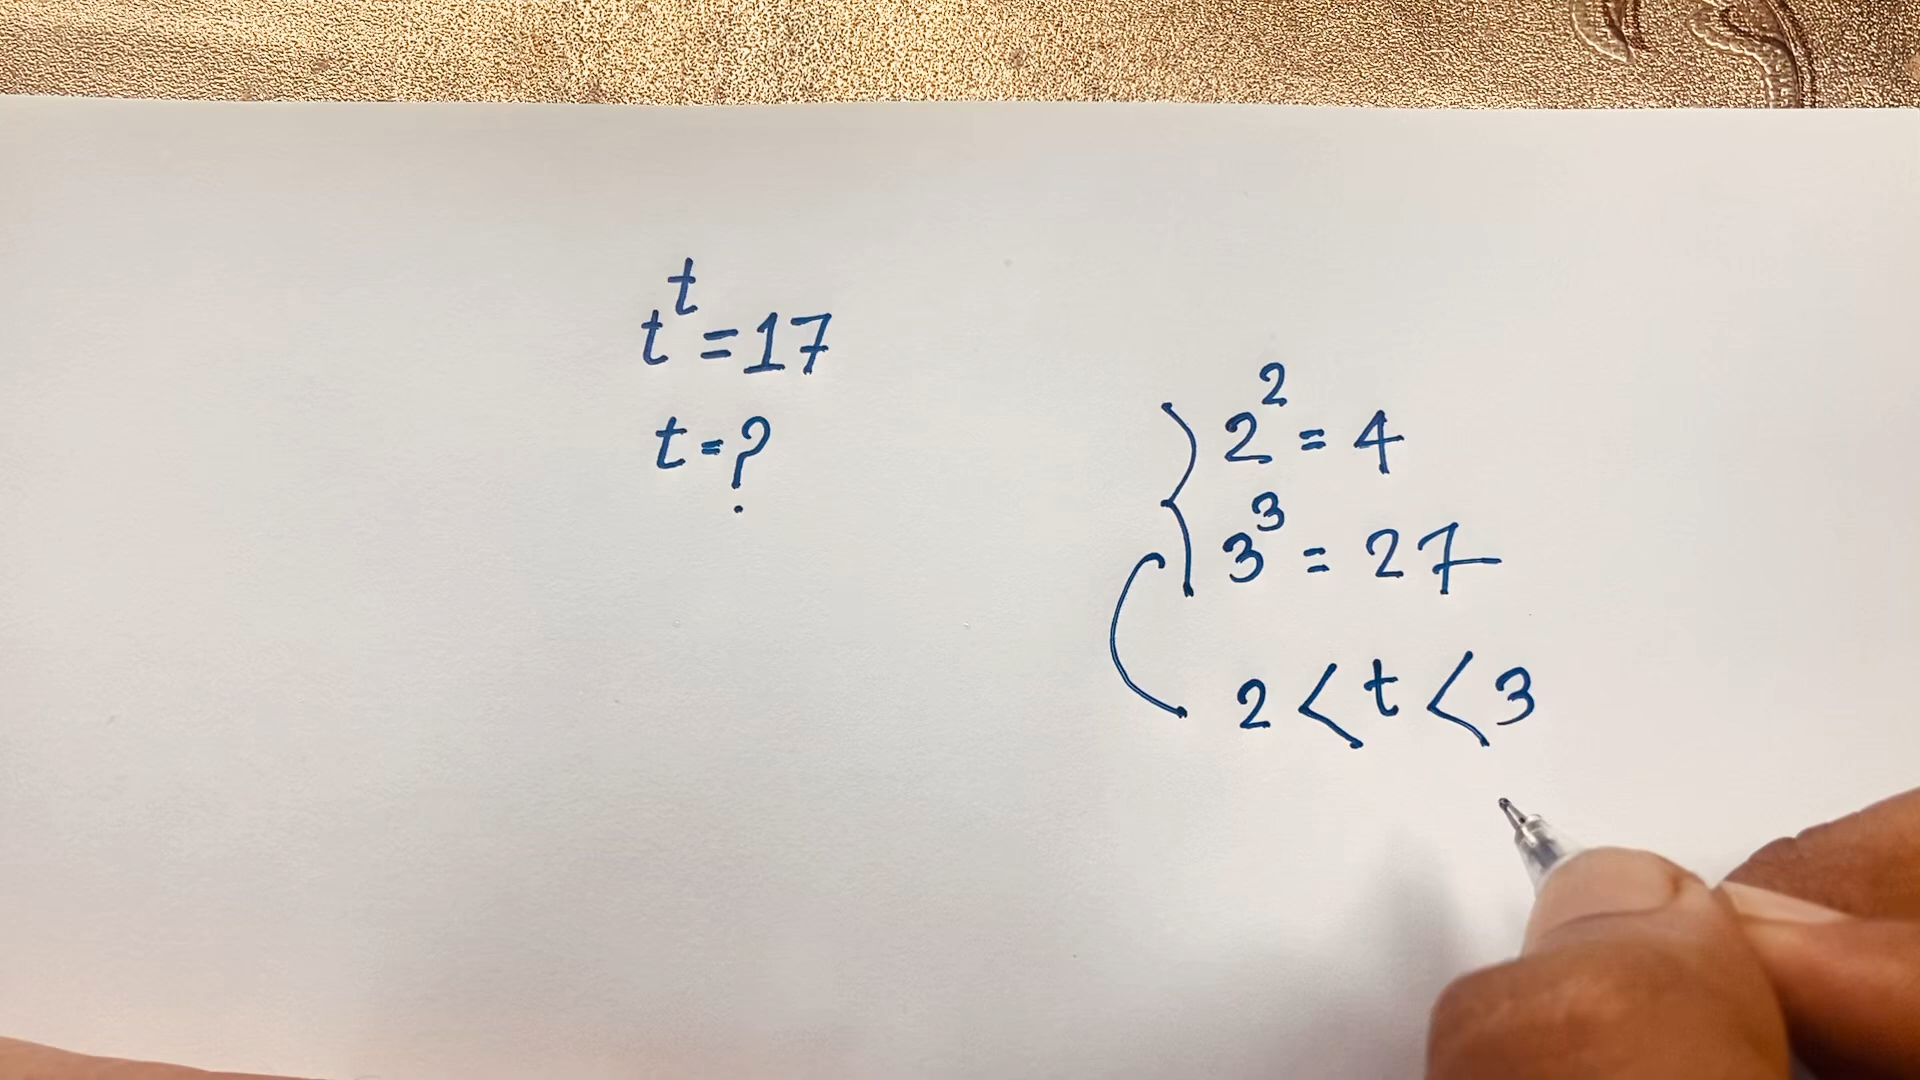 t^t = 17
t = ?
2^2 = 4
3^3 = 27
2 < t < 3